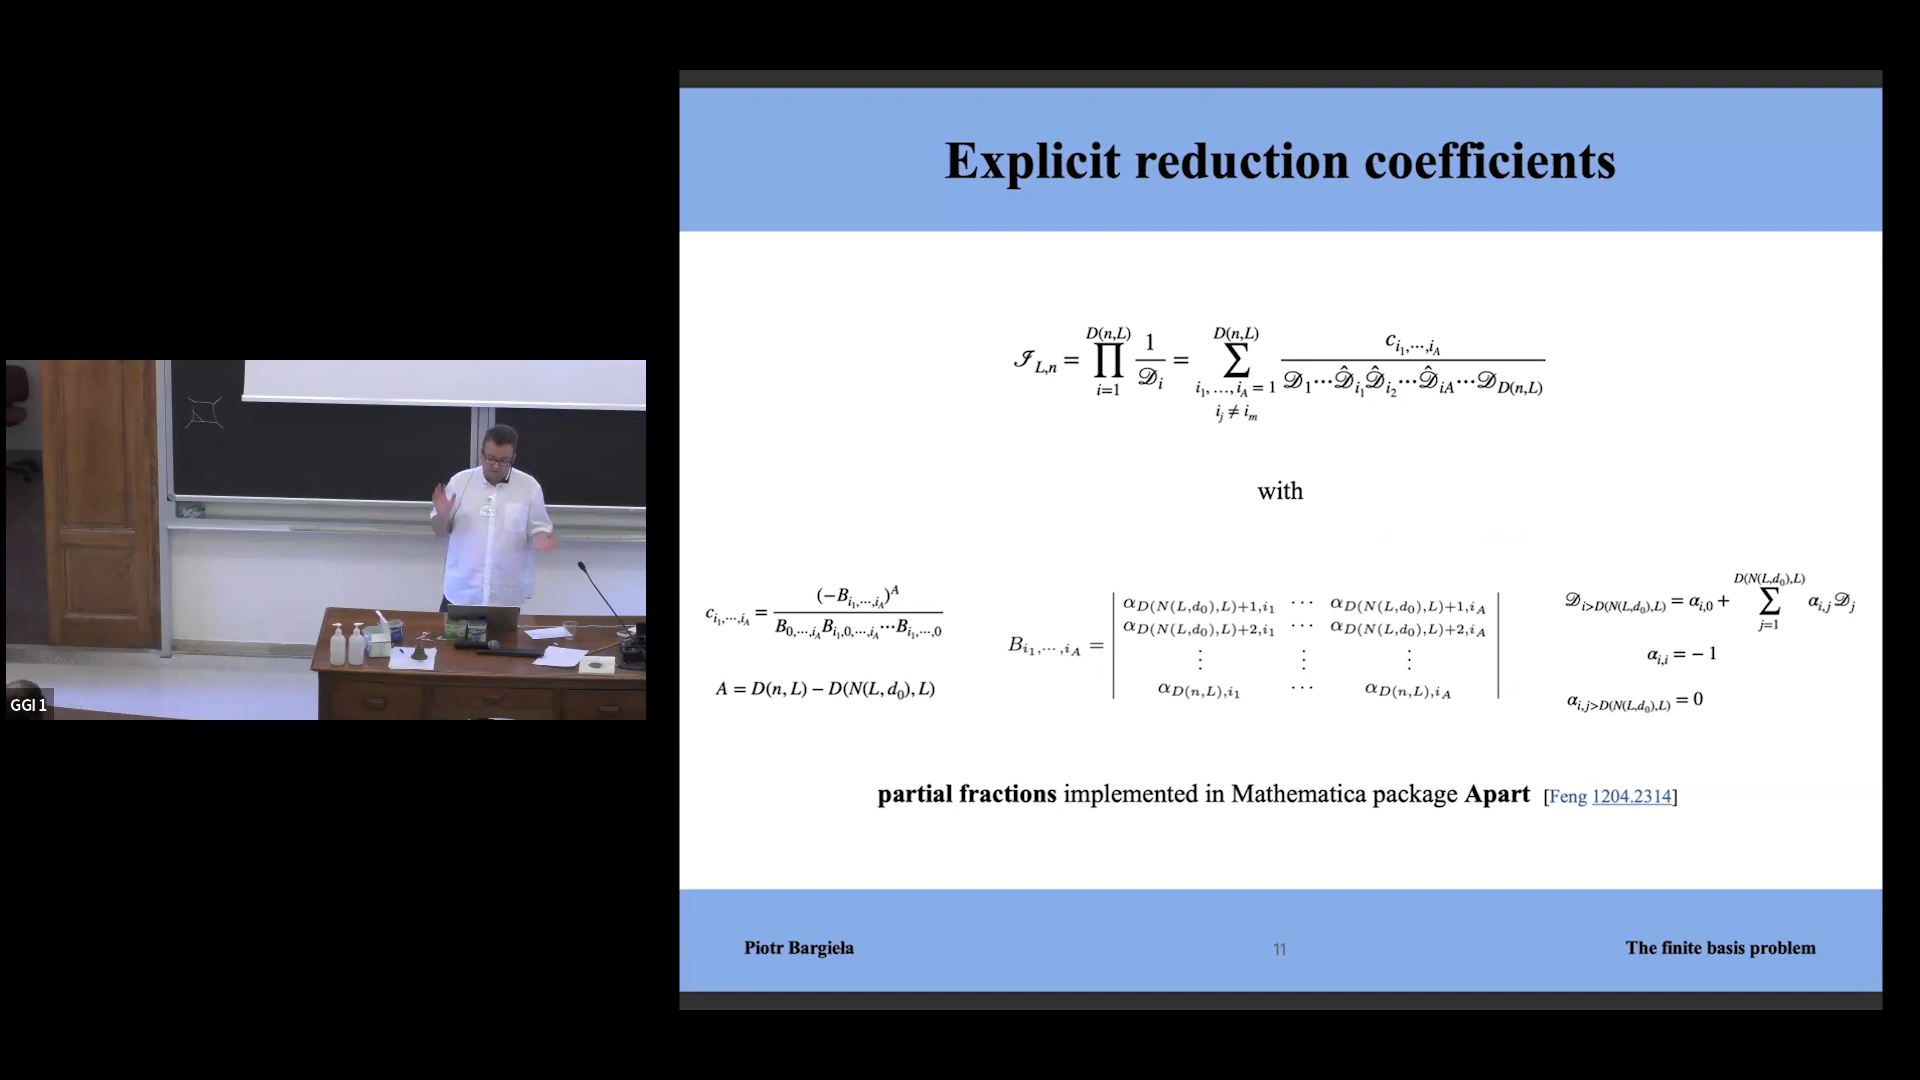 Explicit reduction coefficients
𝓘_{L,n} = ∏_{i=1}^{D(n,L)} 1/𝒟_i = ∑_{i_1,…,i_A = 1, i_j ≠ i_m}^{D(n,L)} c_{i_1,⋯,i_A} / (𝒟_1⋯𝒟̂_{i_1}𝒟̂_{i_2}⋯𝒟̂_{iA}⋯𝒟_{D(n,L)})
with
c_{i_1,⋯,i_A} = (−B_{i_1,⋯,i_A})^A / (B_{0,⋯,i_A}B_{i_1,0,⋯,i_A}⋯B_{i_1,⋯,0})
A = D(n, L) − D(N(L, d_0), L)
B_{i_1,⋯,i_A} = | α_{D(N(L,d_0),L)+1,i_1} ⋯ α_{D(N(L,d_0),L)+1,i_A}
α_{D(N(L,d_0),L)+2,i_1} ⋯ α_{D(N(L,d_0),L)+2,i_A}
⋮ ⋮ ⋮
α_{D(n,L),i_1} ⋯ α_{D(n,L),i_A} |
𝒟_{i>D(N(L,d_0),L)} = α_{i,0} + ∑_{j=1}^{D(N(L,d_0),L)} α_{i,j}𝒟_j
α_{i,i} = − 1
α_{i,j>D(N(L,d_0),L)} = 0
partial fractions implemented in Mathematica package Apart [Feng 1204.2314]
Piotr Bargieła 11 The finite basis problem
GGI 1